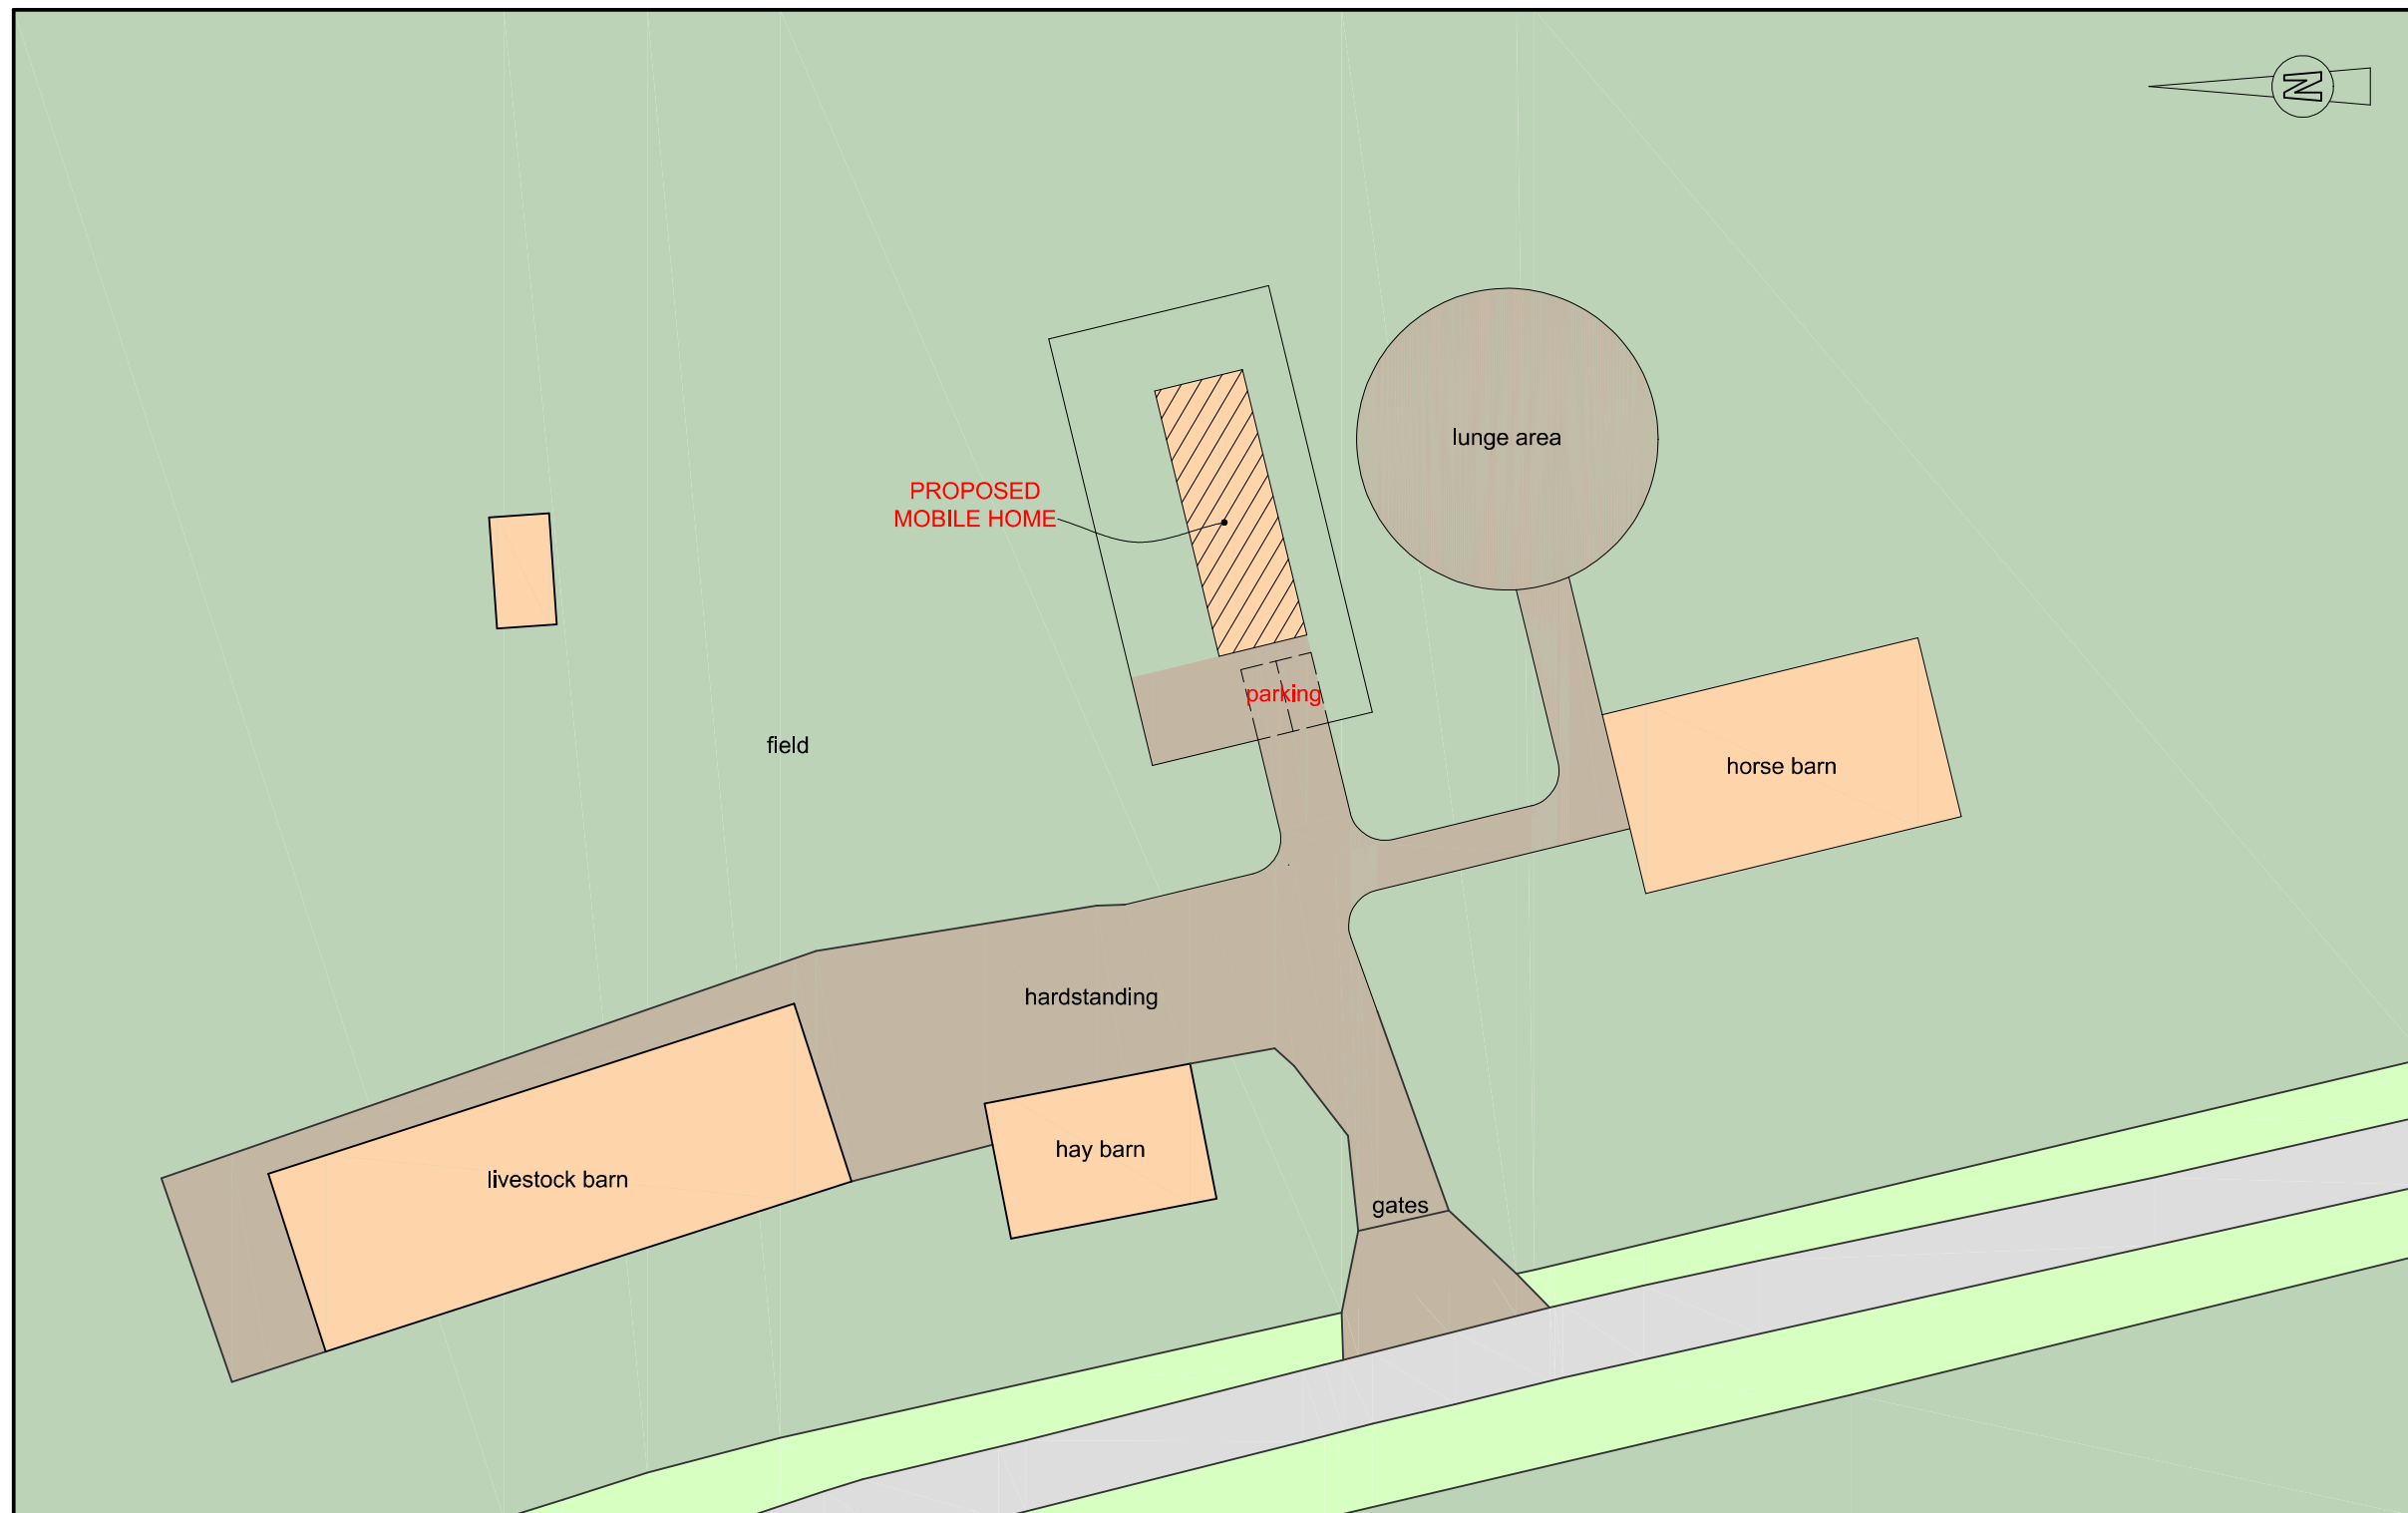 N
lunge area
PROPOSED
MOBILE HOME
parking
field
horse barn
hardstanding
hay barn
livestock barn
gates